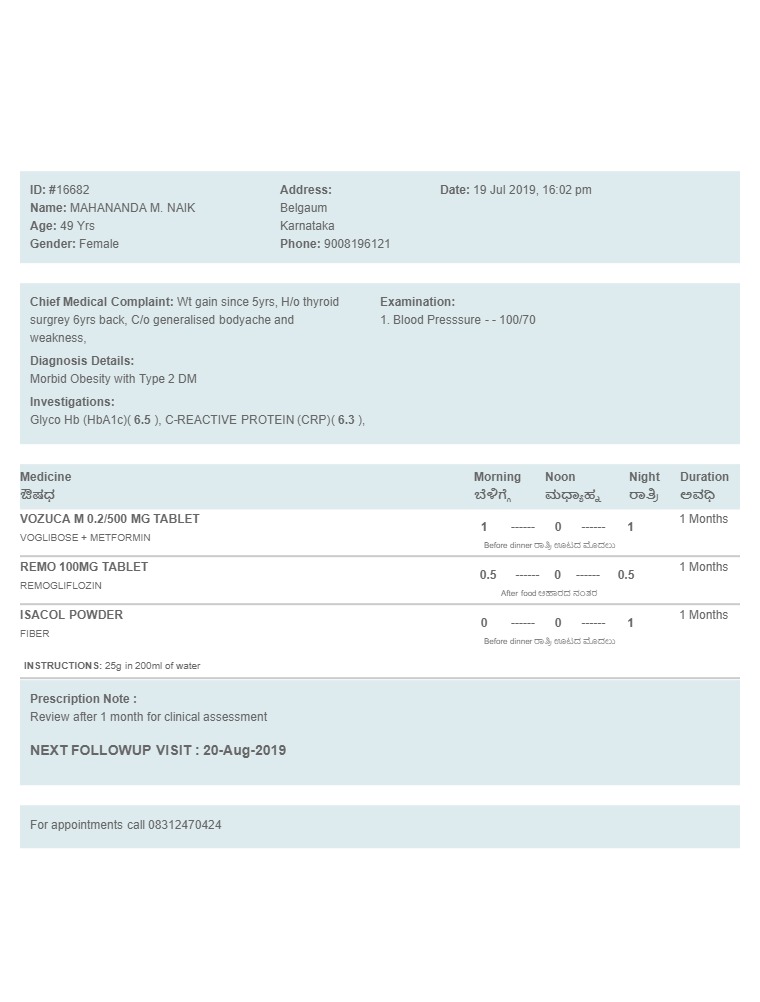 ID: #16682
Name: MAHANANDA M. NAIK
Age: 49 Yrs
Gender: Female
Address:
Belgaum
Karnataka
Phone: 9008196121
Date: 19 Jul 2019, 16:02 pm
Chief Medical Complaint: Wt gain since 5yrs, H/o thyroid
surgrey 6yrs back, C/o generalised bodyache and
weakness,
Diagnosis Details:
Morbid Obesity with Type 2 DM
Investigations:
Glyco Hb (HbA1c)( 6.5 ), C-REACTIVE PROTEIN (CRP)( 6.3 ),
Examination:
1. Blood Presssure - - 100/70
Medicine Morning Noon Night Duration
ಔಷಧ ಬೆಳಿಗ್ಗೆ ಮಧ್ಯಾಹ್ನ ರಾತ್ರಿ ಅವಧಿ
VOZUCA M 0.2/500 MG TABLET 1 ------ 0 ------ 1 1 Months
VOGLIBOSE + METFORMIN
Before dinner ರಾತ್ರಿ ಊಟದ ಮೊದಲು
REMO 100MG TABLET 0.5 ------ 0 ------ 0.5 1 Months
REMOGLIFLOZIN
After food ಆಹಾರದ ನಂತರ
ISACOL POWDER 0 ------ 0 ------ 1 1 Months
FIBER
Before dinner ರಾತ್ರಿ ಊಟದ ಮೊದಲು
INSTRUCTIONS: 25g in 200ml of water
Prescription Note :
Review after 1 month for clinical assessment
NEXT FOLLOWUP VISIT : 20-Aug-2019
For appointments call 08312470424